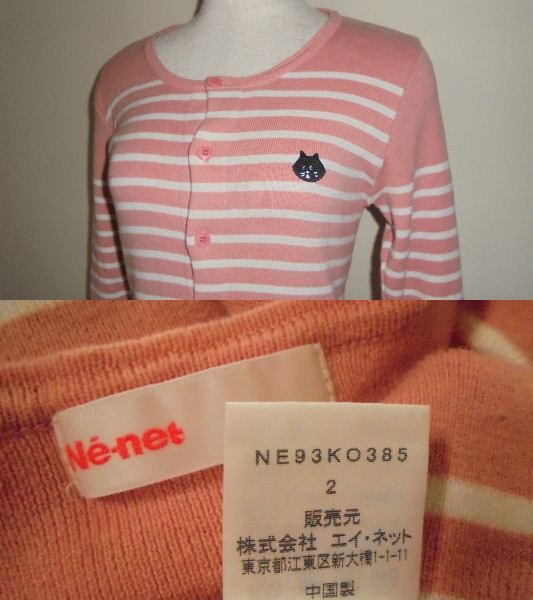 Né-net
NE93KO385
2
販売元
株式会社 エイ・ネット
東京都江東区新大橋1-1-11
中国製